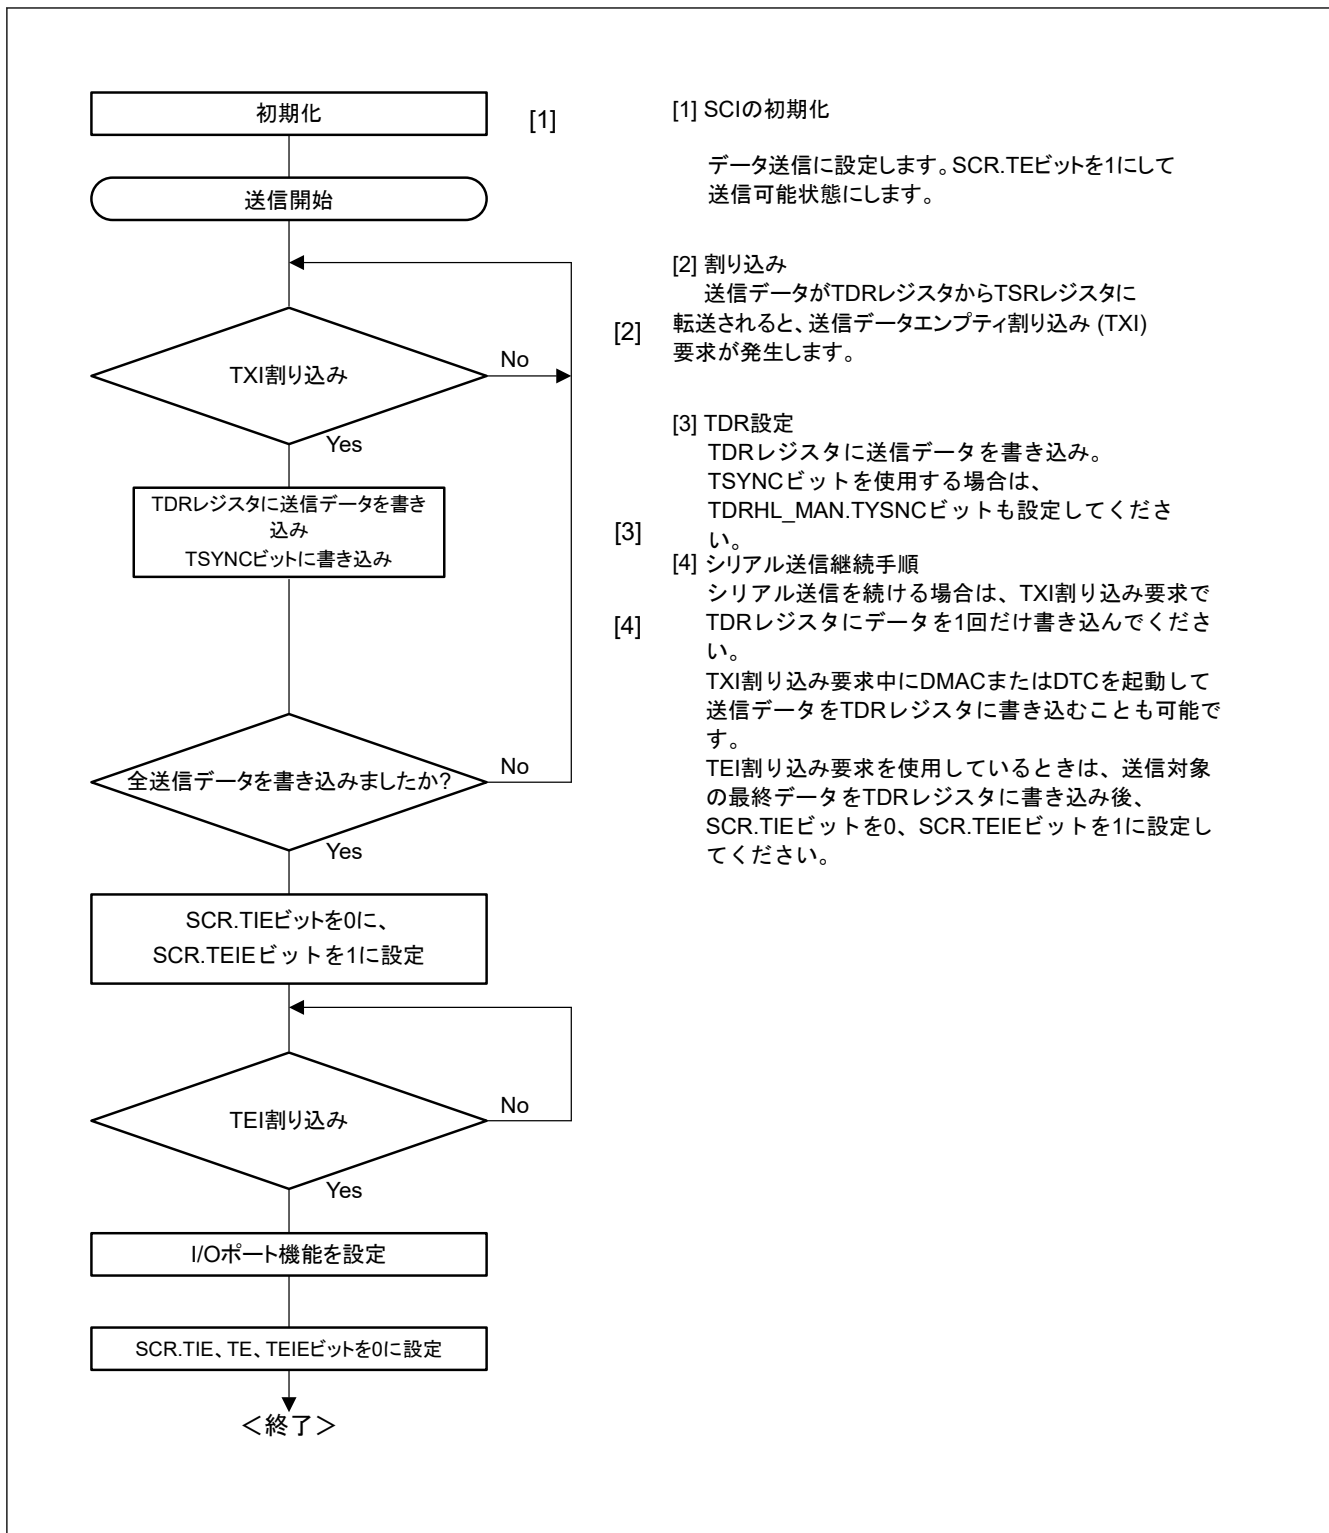 初期化
[1]
送信開始
TXI割り込み
No
[2]
Yes
TDRレジスタに送信データを書き
込み
TSYNCビットに書き込み
[3]
[4]
全送信データを書き込みましたか?
No
Yes
SCR.TIEビットを0に、
SCR.TEIEビットを1に設定
TEI割り込み
No
Yes
I/Oポート機能を設定
SCR.TIE、TE、TEIEビットを0に設定
＜終了＞
[1] SCIの初期化
データ送信に設定します。SCR.TEビットを1にして
送信可能状態にします。
[2] 割り込み
送信データがTDRレジスタからTSRレジスタに
転送されると、送信データエンプティ割り込み (TXI)
要求が発生します。
[3] TDR設定
TDRレジスタに送信データを書き込み。
TSYNCビットを使用する場合は、
TDRHL_MAN.TYSNCビットも設定してくださ
い。
[4] シリアル送信継続手順
シリアル送信を続ける場合は、TXI割り込み要求で
TDRレジスタにデータを1回だけ書き込んでくださ
い。
TXI割り込み要求中にDMACまたはDTCを起動して
送信データをTDRレジスタに書き込むことも可能で
す。
TEI割り込み要求を使用しているときは、送信対象
の最終データをTDRレジスタに書き込み後、
SCR.TIEビットを0、SCR.TEIEビットを1に設定し
てください。